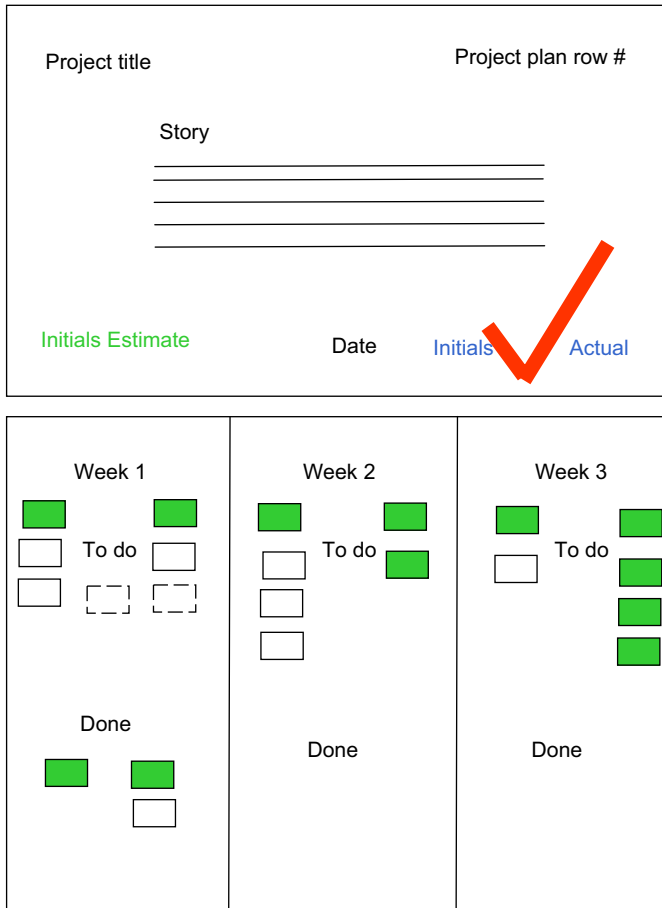 Project title
Project plan row #
Story
Initials Estimate
Date
Initials
Actual
Week 1
Week 2
Week 3
To do
To do
To do
Done
Done
Done